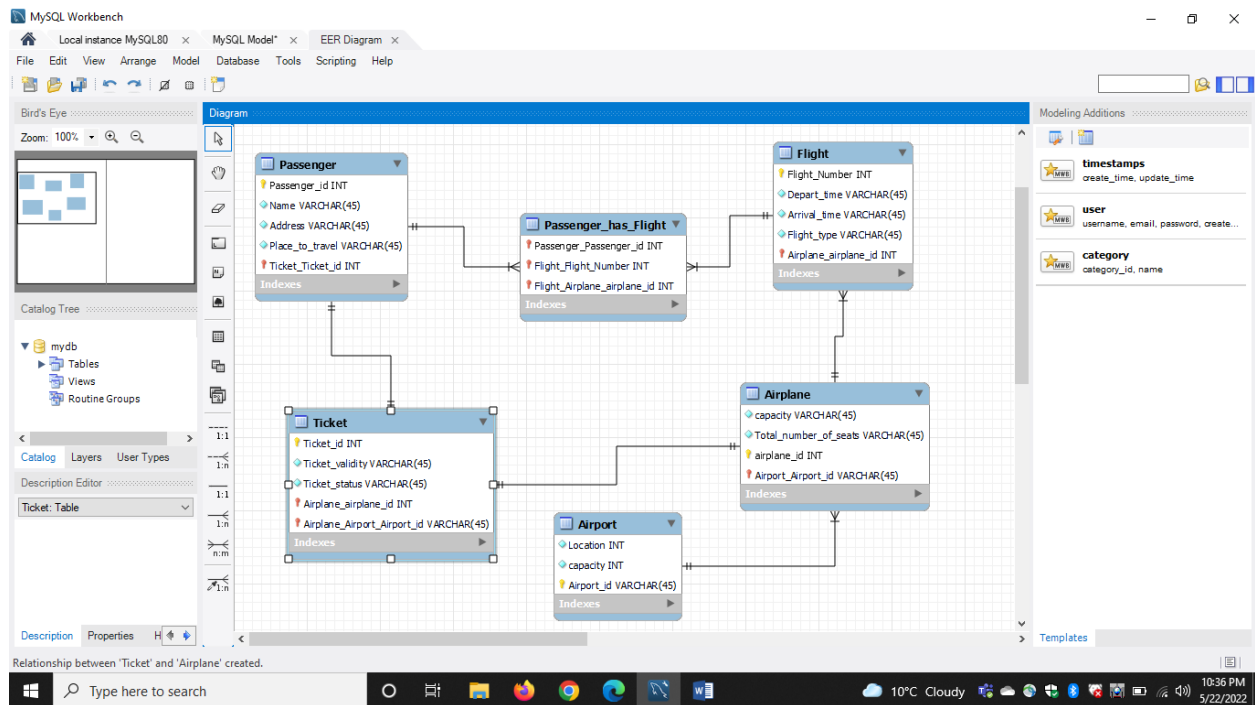 MySQL Workbench
Local instance MySQL80 × MySQL Model* × EER Diagram ×
File Edit View Arrange Model Database Tools Scripting Help
Bird's Eye
Zoom: 100%
Diagram
Modeling Additions
timestamps
create_time, update_time
user
username, email, password, create...
category
category_id, name
Passenger
Passenger_id INT
Name VARCHAR(45)
Address VARCHAR(45)
Place_to_travel VARCHAR(45)
Ticket_Ticket_id INT
Indexes
Passenger_has_Flight
Passenger_Passenger_id INT
Flight_Flight_Number INT
Flight_Airplane_airplane_id INT
Indexes
Flight
Flight_Number INT
Depart_time VARCHAR(45)
Arrival_time VARCHAR(45)
Flight_type VARCHAR(45)
Airplane_airplane_id INT
Indexes
Catalog Tree
mydb
Tables
Views
Routine Groups
Catalog Layers User Types
Description Editor
Ticket: Table
1:1
1:n
1:1
1:n
n:m
1:n
Ticket
Ticket_id INT
Ticket_validity VARCHAR(45)
Ticket_status VARCHAR(45)
Airplane_airplane_id INT
Airplane_Airport_Airport_id VARCHAR(45)
Indexes
Airplane
capacity VARCHAR(45)
Total_number_of_seats VARCHAR(45)
airplane_id INT
Airport_Airport_id VARCHAR(45)
Indexes
Airport
Location INT
capacity INT
Airport_id VARCHAR(45)
Indexes
Description Properties H
Templates
Relationship between 'Ticket' and 'Airplane' created.
Type here to search
10°C Cloudy
10:36 PM
5/22/2022